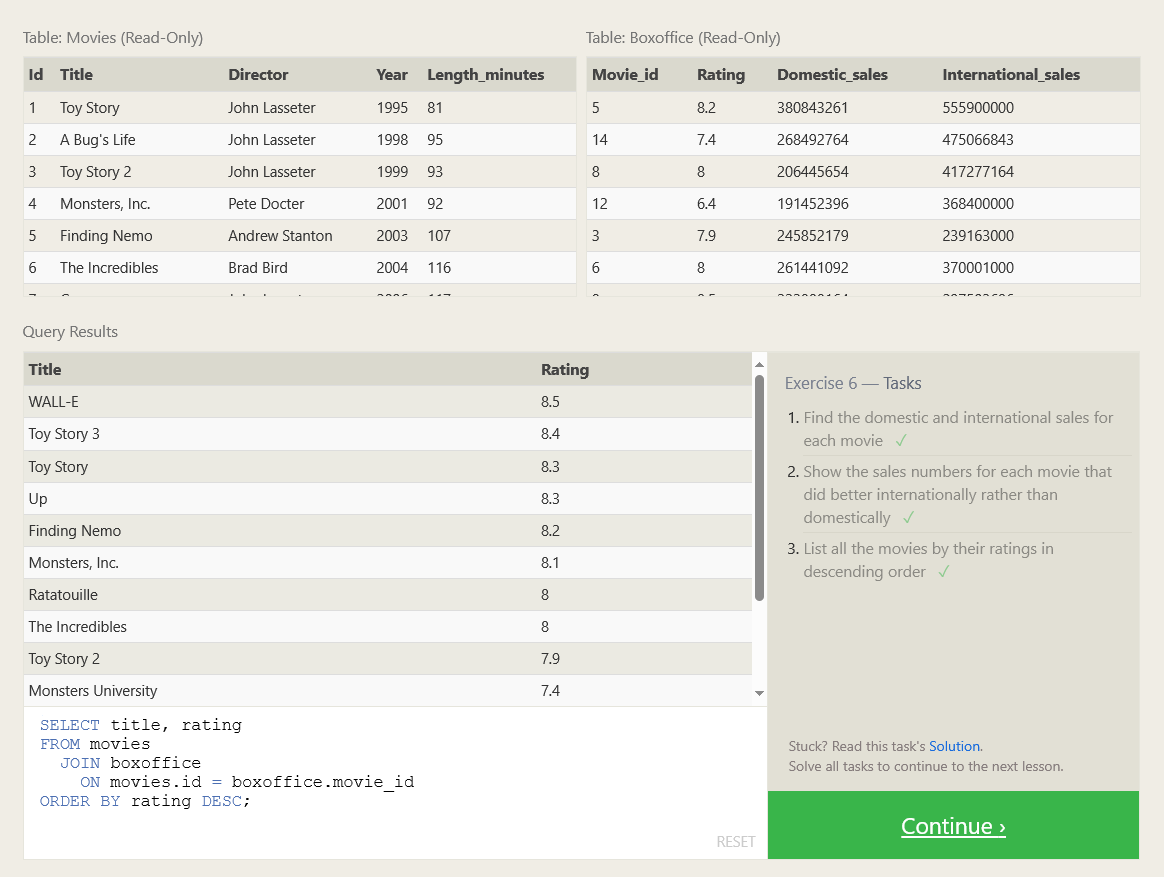 Table: Movies (Read-Only)
Id Title Director Year Length_minutes
1 Toy Story John Lasseter 1995 81
2 A Bug's Life John Lasseter 1998 95
3 Toy Story 2 John Lasseter 1999 93
4 Monsters, Inc. Pete Docter 2001 92
5 Finding Nemo Andrew Stanton 2003 107
6 The Incredibles Brad Bird 2004 116
Table: Boxoffice (Read-Only)
Movie_id Rating Domestic_sales International_sales
5 8.2 380843261 555900000
14 7.4 268492764 475066843
8 8 206445654 417277164
12 6.4 191452396 368400000
3 7.9 245852179 239163000
6 8 261441092 370001000
Query Results
Title Rating
WALL-E 8.5
Toy Story 3 8.4
Toy Story 8.3
Up 8.3
Finding Nemo 8.2
Monsters, Inc. 8.1
Ratatouille 8
The Incredibles 8
Toy Story 2 7.9
Monsters University 7.4
SELECT title, rating
FROM movies
JOIN boxoffice
ON movies.id = boxoffice.movie_id
ORDER BY rating DESC;
RESET
Exercise 6 — Tasks
1. Find the domestic and international sales for
each movie ✓
2. Show the sales numbers for each movie that
did better internationally rather than
domestically ✓
3. List all the movies by their ratings in
descending order ✓
Stuck? Read this task's Solution.
Solve all tasks to continue to the next lesson.
Continue ›